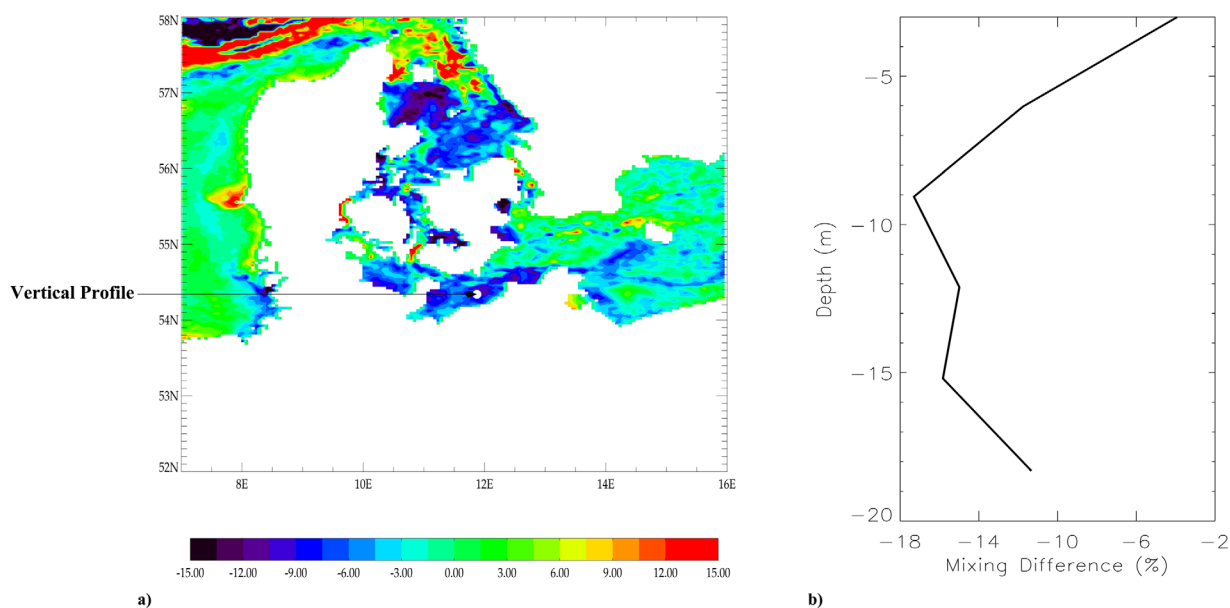 58N
57N
56N
55N
Vertical Profile
54N
53N
52N
8E 10E 12E 14E 16E
-15.00 -12.00 -9.00 -6.00 -3.00 0.00 3.00 6.00 9.00 12.00 15.00
a)
−5
−10
−15
−20
Depth (m)
−18 −14 −10 −6 −2
Mixing Difference (%)
b)